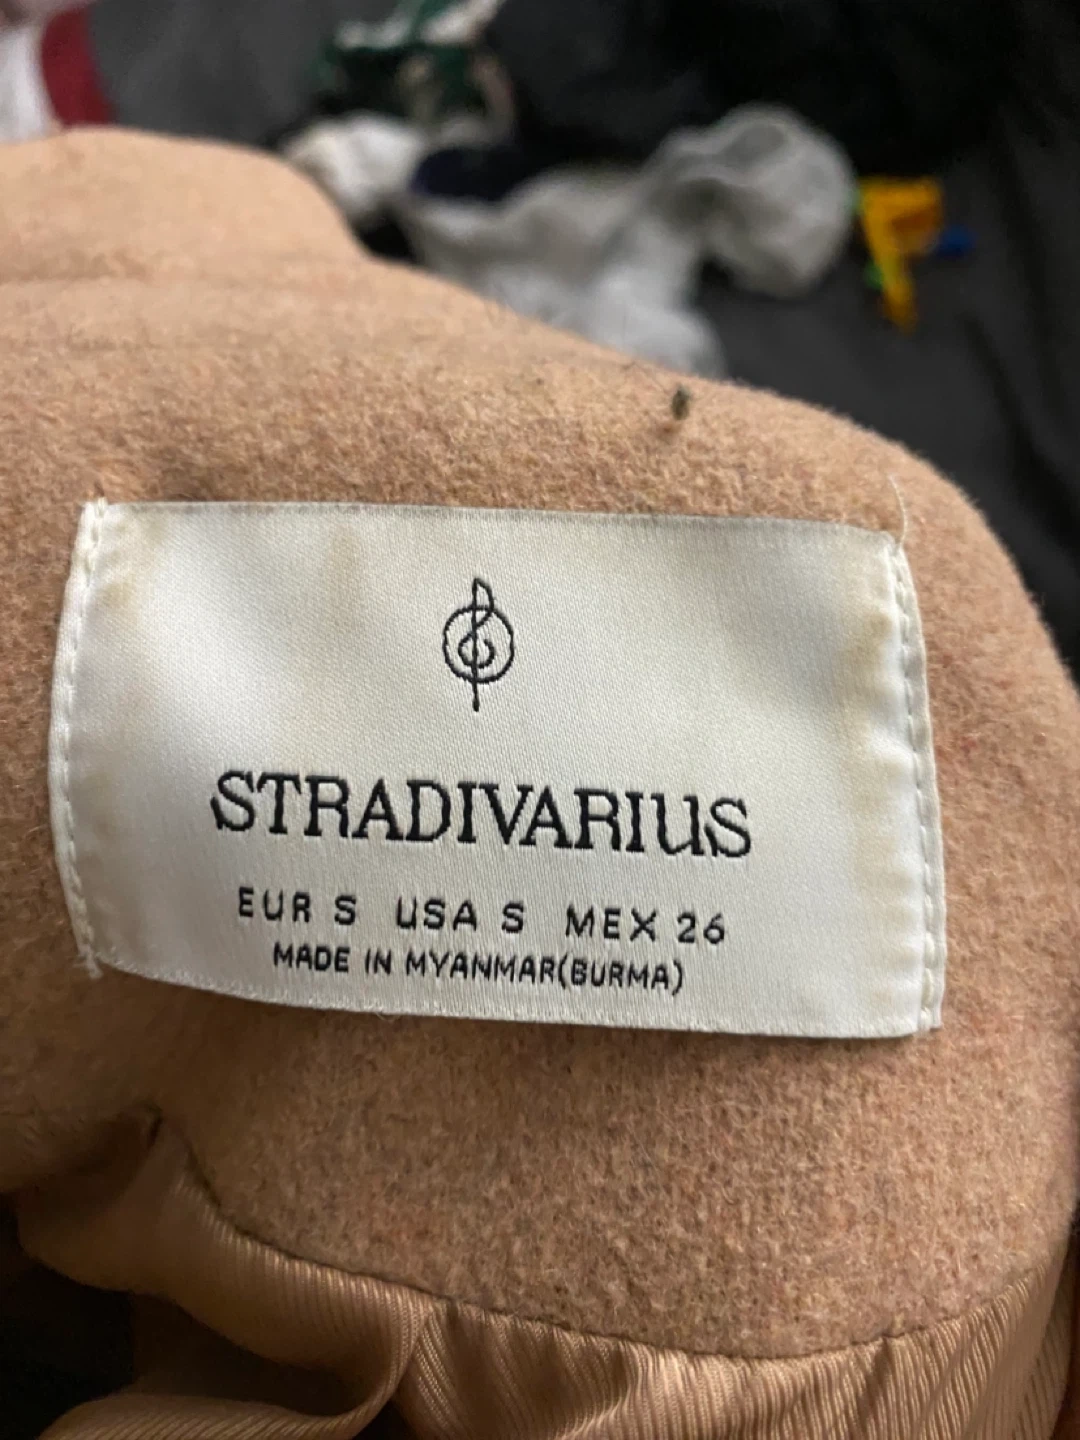 STRADIVARIUS
EUR S USA S MEX 26
MADE IN MYANMAR(BURMA)